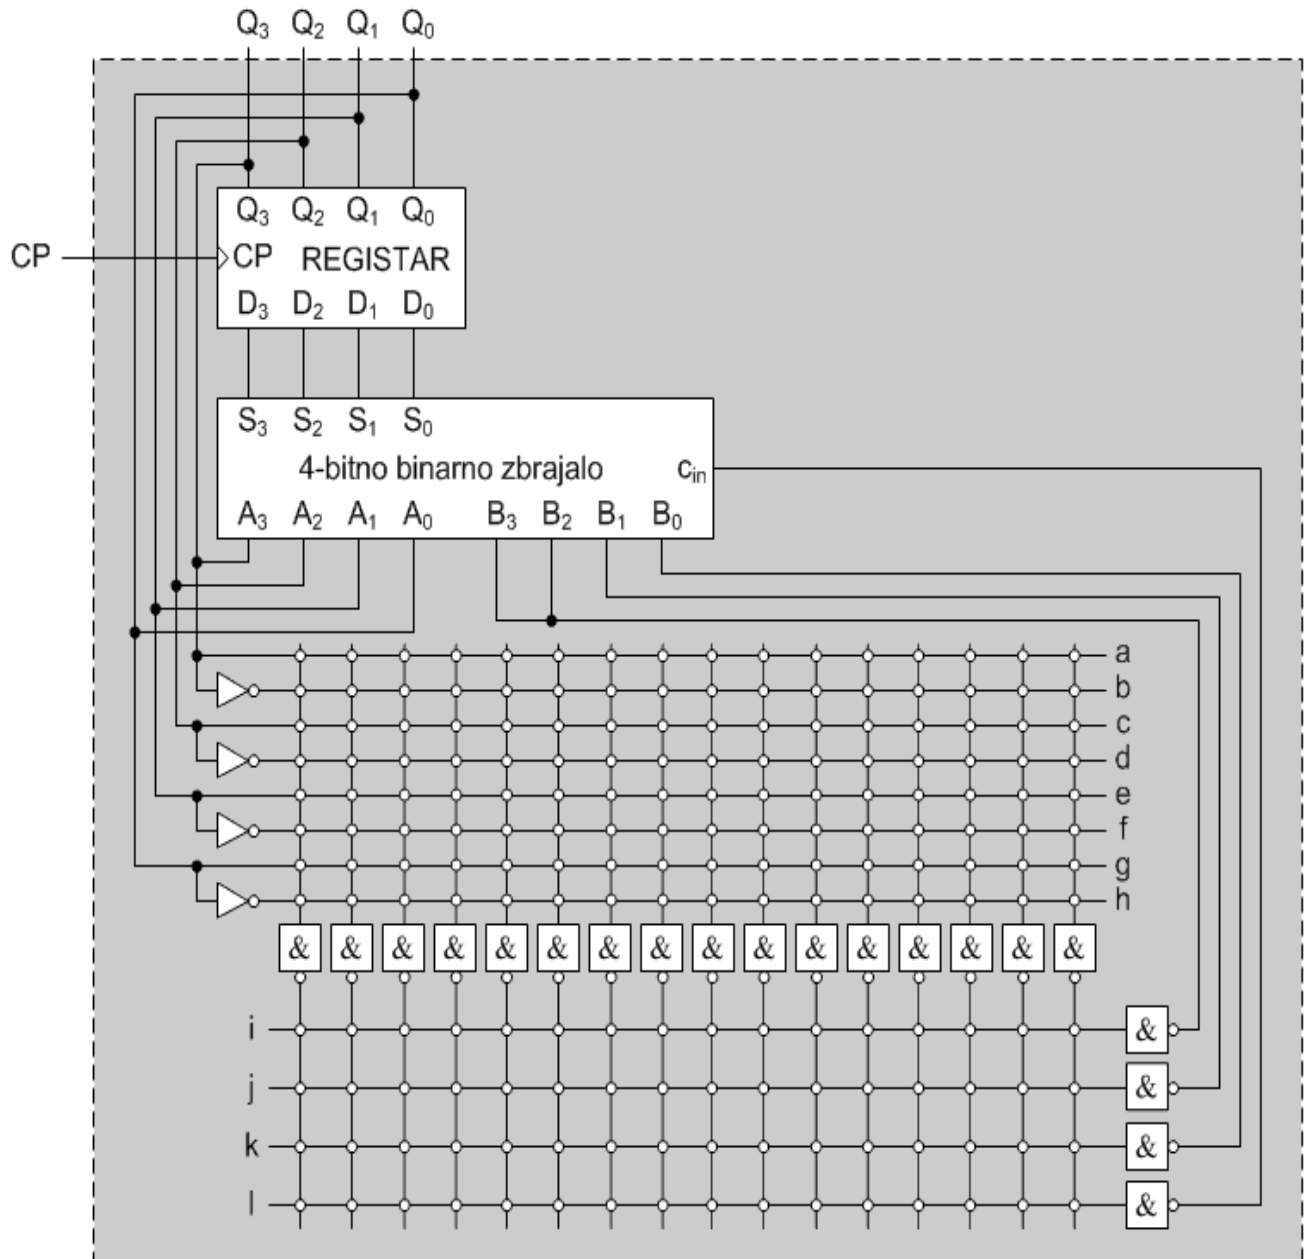 Q₃ Q₂ Q₁ Q₀
Q₃ Q₂ Q₁ Q₀
CP
CP REGISTAR
D₃ D₂ D₁ D₀
S₃ S₂ S₁ S₀
4-bitno binarno zbrajalo cᵢₙ
A₃ A₂ A₁ A₀ B₃ B₂ B₁ B₀
a
b
c
d
e
f
g
h
& & & & & & & & & & & & & & & &
i &
j &
k &
l &